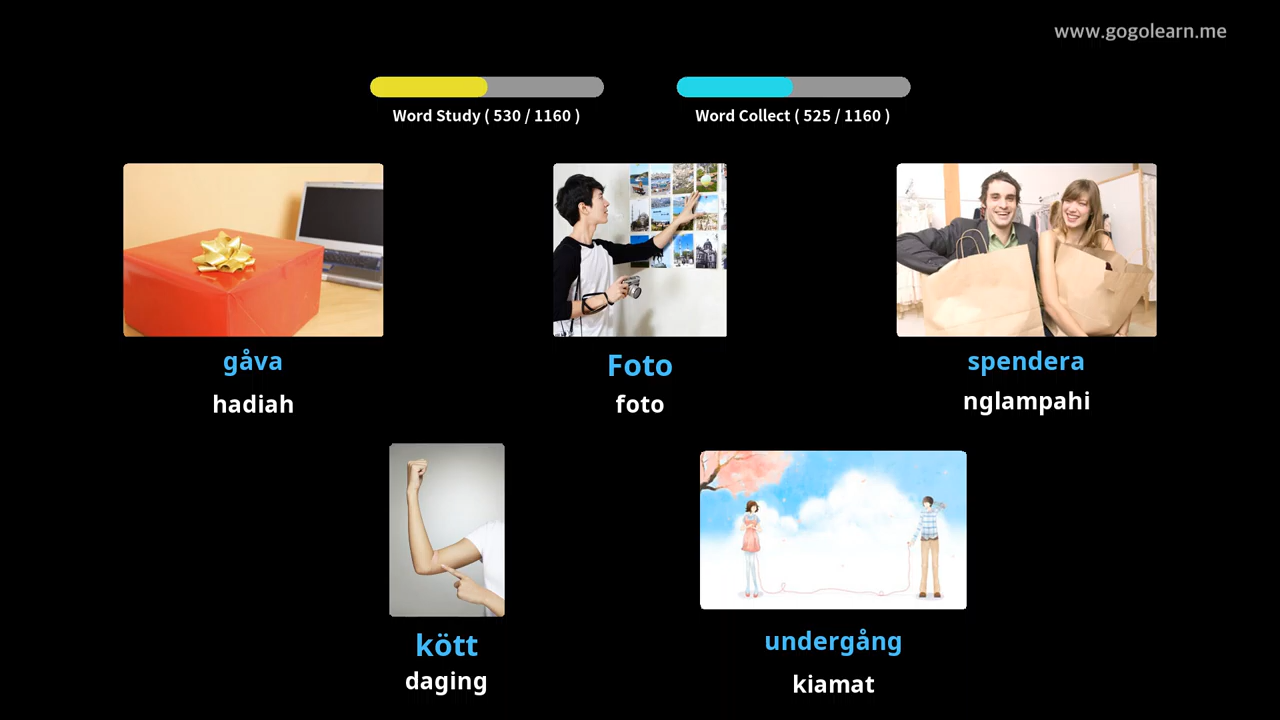 www.gogolearn.me
Word Study ( 530 / 1160 )
Word Collect ( 525 / 1160 )
gåva
hadiah
Foto
foto
spendera
nglampahi
kött
daging
undergång
kiamat